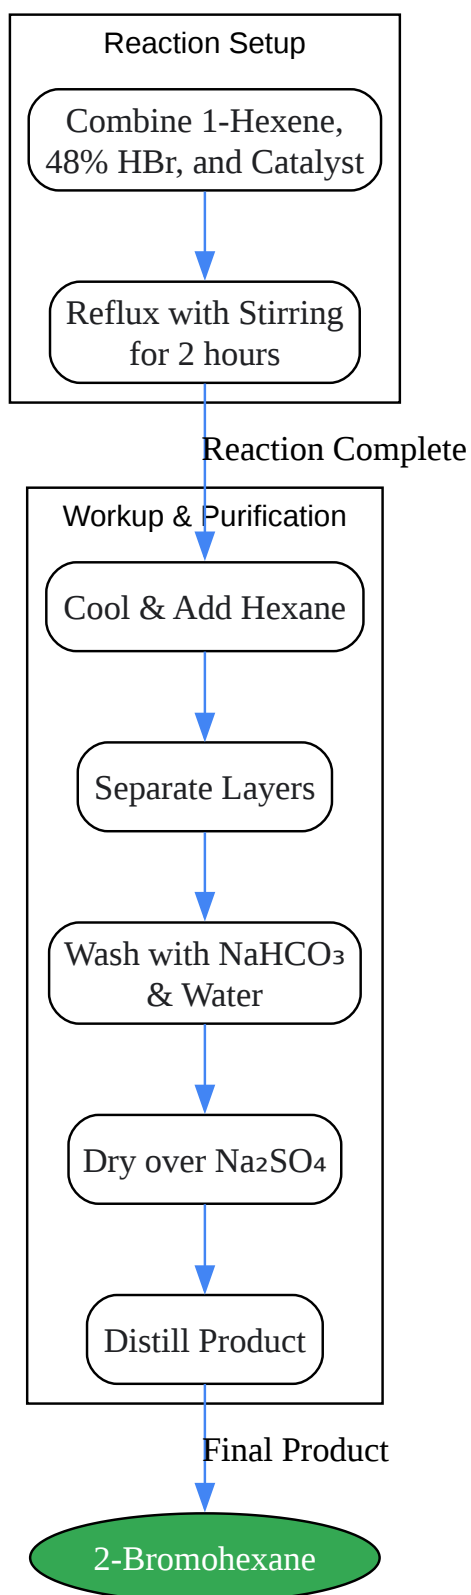 Reaction Setup
Combine 1-Hexene,
48% HBr, and Catalyst
Reflux with Stirring
for 2 hours
Reaction Complete
Workup & Purification
Cool & Add Hexane
Separate Layers
Wash with NaHCO₃
& Water
Dry over Na₂SO₄
Distill Product
Final Product
2-Bromohexane